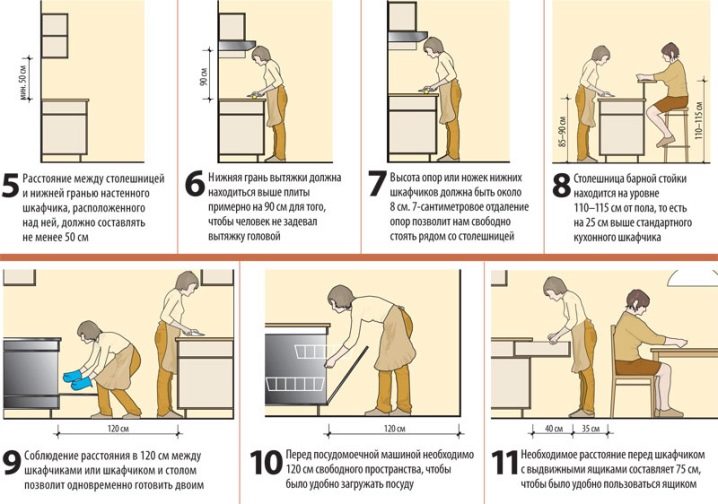 мин. 50 см
5 Расстояние между столешницей
и нижней гранью настенного
шкафчика, расположенного
над ней, должно составлять
не менее 50 см
90 см
6 Нижняя грань вытяжки должна
находиться выше плиты
примерно на 90 см для того,
чтобы человек не задевал
вытяжку головой
7 Высота опор или ножек нижних
шкафчиков должна быть около
8 см. 7-сантиметровое отдаление
опор позволит нам свободно
стоять рядом со столешницей
85–90 см
110–115 см
8 Столешница барной стойки
находится на уровне
110–115 см от пола, то есть
на 25 см выше стандартного
кухонного шкафчика
120 см
9 Соблюдение расстояния в 120 см между
шкафчиками или шкафчиком и столом
позволит одновременно готовить двоим
120 см
10 Перед посудомоечной машиной необходимо
120 см свободного пространства, чтобы
было удобно загружать посуду
40 см
35 см
11 Необходимое расстояние перед шкафчиком
с выдвижными ящиками составляет 75 см,
чтобы было удобно пользоваться ящиком